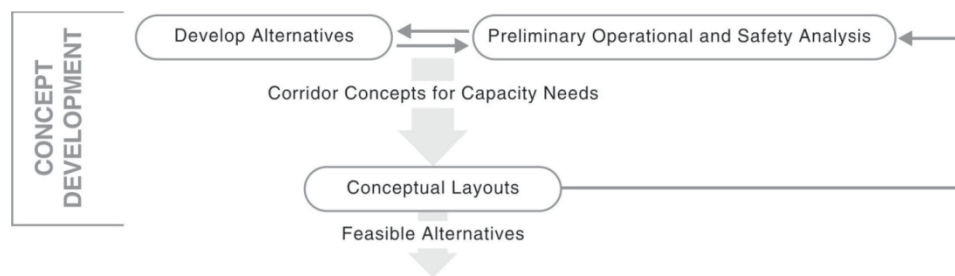 CONCEPT
DEVELOPMENT
Develop Alternatives
Preliminary Operational and Safety Analysis
Corridor Concepts for Capacity Needs
Conceptual Layouts
Feasible Alternatives